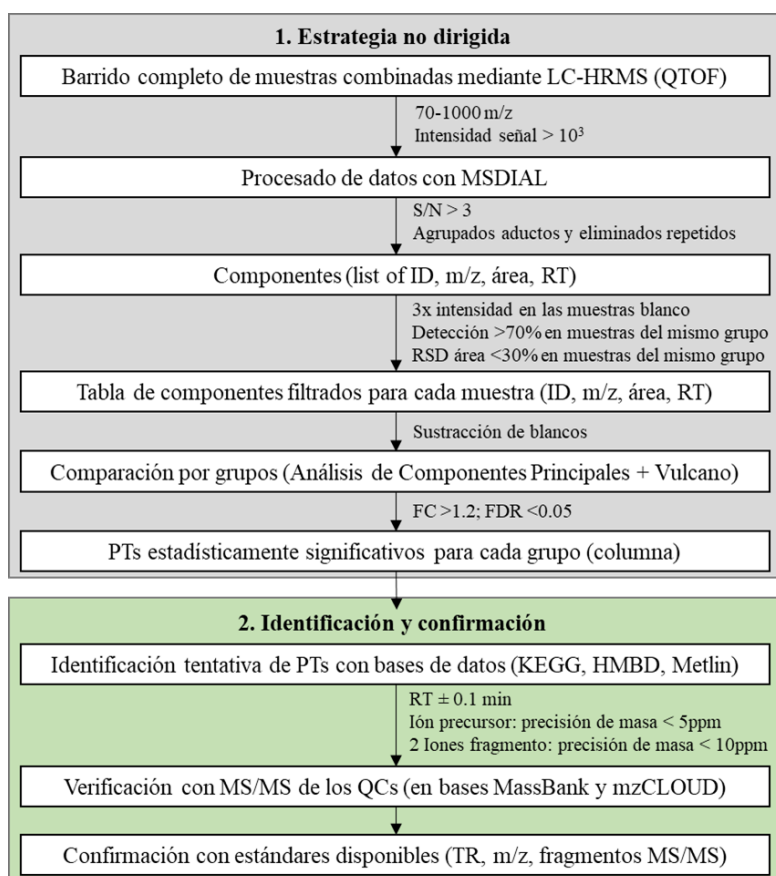 1. Estrategia no dirigida
Barrido completo de muestras combinadas mediante LC-HRMS (QTOF)
70-1000 m/z
Intensidad señal > 10³
Procesado de datos con MSDIAL
S/N > 3
Agrupados aductos y eliminados repetidos
Componentes (list of ID, m/z, área, RT)
3x intensidad en las muestras blanco
Detección >70% en muestras del mismo grupo
RSD área <30% en muestras del mismo grupo
Tabla de componentes filtrados para cada muestra (ID, m/z, área, RT)
Sustracción de blancos
Comparación por grupos (Análisis de Componentes Principales + Vulcano)
FC >1.2; FDR <0.05
PTs estadísticamente significativos para cada grupo (columna)
2. Identificación y confirmación
Identificación tentativa de PTs con bases de datos (KEGG, HMBD, Metlin)
RT ± 0.1 min
Ión precursor: precisión de masa < 5ppm
2 Iones fragmento: precisión de masa < 10ppm
Verificación con MS/MS de los QCs (en bases MassBank y mzCLOUD)
Confirmación con estándares disponibles (TR, m/z, fragmentos MS/MS)